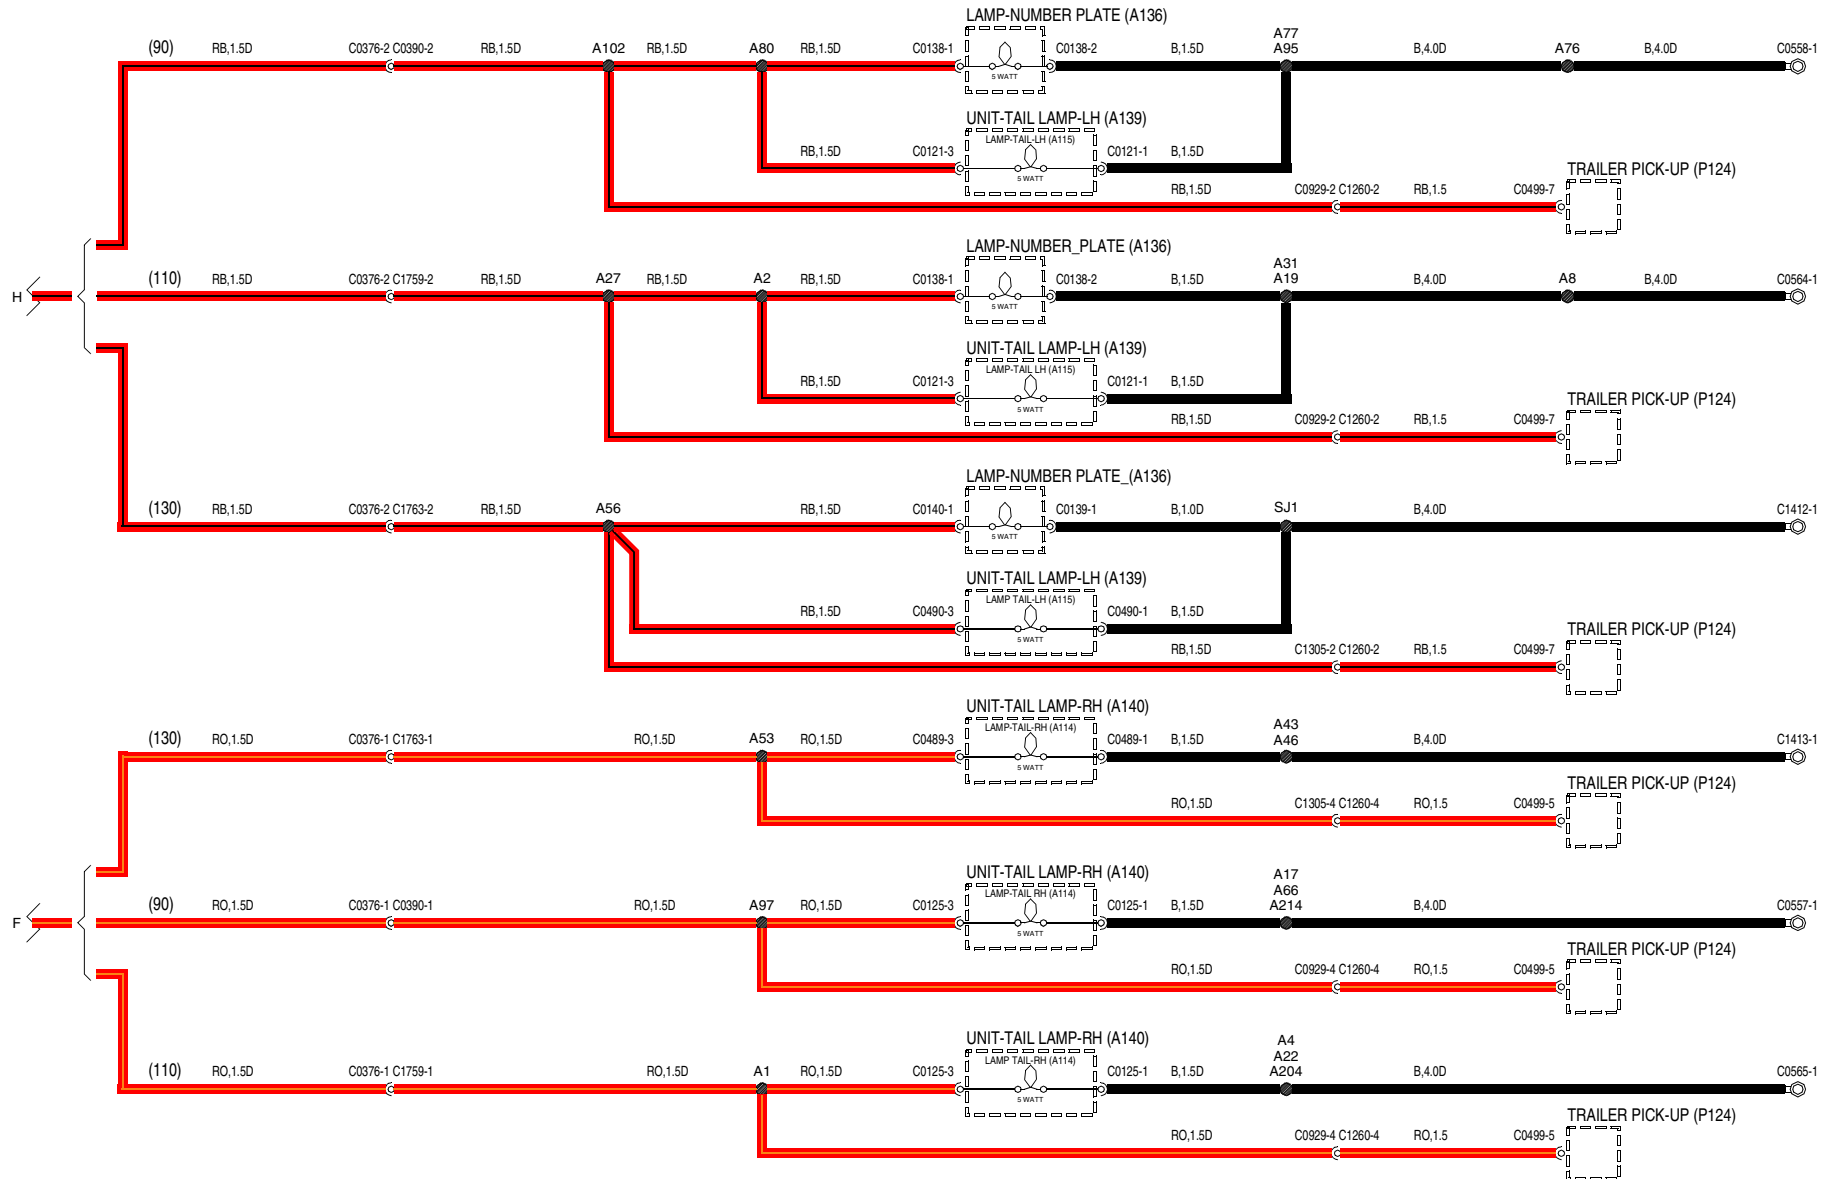 LAMP-NUMBER PLATE (A136)
(90) RB,1.5D C0376-2 C0390-2 RB,1.5D A102 RB,1.5D A80 RB,1.5D C0138-1 C0138-2 B,1.5D A77 B,4.0D A76 B,4.0D C0558-1
A95
5 WATT
UNIT-TAIL LAMP-LH (A139)
LAMP-TAIL-LH (A115)
RB,1.5D C0121-3 C0121-1 B,1.5D
5 WATT
TRAILER PICK-UP (P124)
RB,1.5D C0929-2 C1260-2 RB,1.5 C0499-7
LAMP-NUMBER_PLATE (A136)
A31
(110) RB,1.5D C0376-2 C1759-2 RB,1.5D A27 RB,1.5D A2 RB,1.5D C0138-1 C0138-2 B,1.5D A19 B,4.0D A8 B,4.0D C0564-1
H
5 WATT
UNIT-TAIL LAMP-LH (A139)
LAMP-TAIL LH (A115)
RB,1.5D C0121-3 C0121-1 B,1.5D
5 WATT
TRAILER PICK-UP (P124)
RB,1.5D C0929-2 C1260-2 RB,1.5 C0499-7
LAMP-NUMBER PLATE_(A136)
(130) RB,1.5D C0376-2 C1763-2 RB,1.5D A56 RB,1.5D C0140-1 C0139-1 B,1.0D SJ1 B,4.0D C1412-1
5 WATT
UNIT-TAIL LAMP-LH (A139)
LAMP TAIL-LH (A115)
RB,1.5D C0490-3 C0490-1 B,1.5D
5 WATT
TRAILER PICK-UP (P124)
RB,1.5D C1305-2 C1260-2 RB,1.5 C0499-7
UNIT-TAIL LAMP-RH (A140)
LAMP-TAIL-RH (A114) A43
(130) RO,1.5D C0376-1 C1763-1 RO,1.5D A53 RO,1.5D C0489-3 C0489-1 B,1.5D A46 B,4.0D C1413-1
5 WATT
TRAILER PICK-UP (P124)
RO,1.5D C1305-4 C1260-4 RO,1.5 C0499-5
UNIT-TAIL LAMP-RH (A140)
A17
LAMP-TAIL RH (A114) A66
(90) RO,1.5D C0376-1 C0390-1 RO,1.5D A97 RO,1.5D C0125-3 C0125-1 B,1.5D A214 B,4.0D C0557-1
F
5 WATT
TRAILER PICK-UP (P124)
RO,1.5D C0929-4 C1260-4 RO,1.5 C0499-5
UNIT-TAIL LAMP-RH (A140)
A4
LAMP TAIL-RH (A114) A22
(110) RO,1.5D C0376-1 C1759-1 RO,1.5D A1 RO,1.5D C0125-3 C0125-1 B,1.5D A204 B,4.0D C0565-1
5 WATT
TRAILER PICK-UP (P124)
RO,1.5D C0929-4 C1260-4 RO,1.5 C0499-5